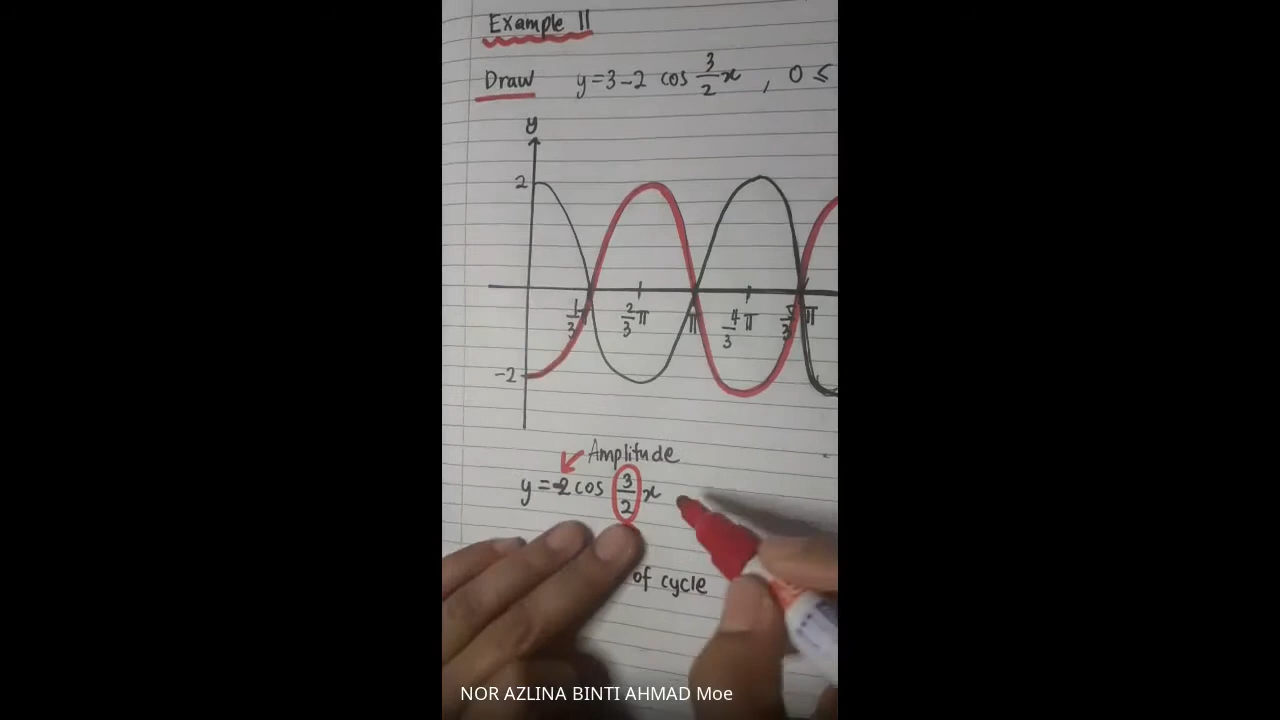 Example 11
Draw y=3-2 cos 3/2 x , 0 ≤
y
2
1/3 π 2/3 π π 4/3 π 5/3 π
-2
Amplitude
y = -2 cos 3/2 x
of cycle
NOR AZLINA BINTI AHMAD Moe